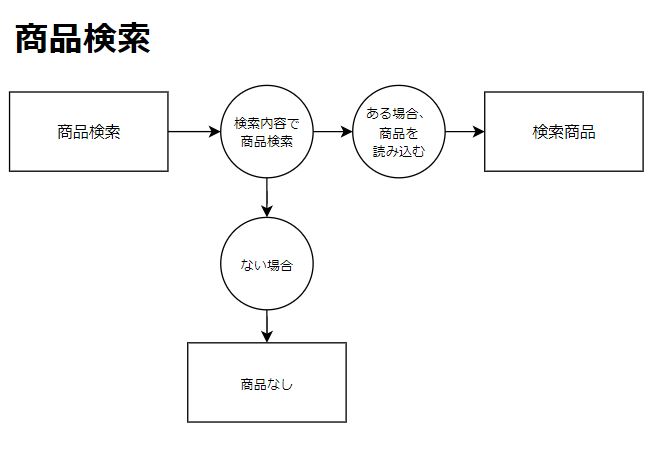 商品検索
商品検索
検索内容で
商品検索
ある場合、
商品を
読み込む
検索商品
ない場合
商品なし